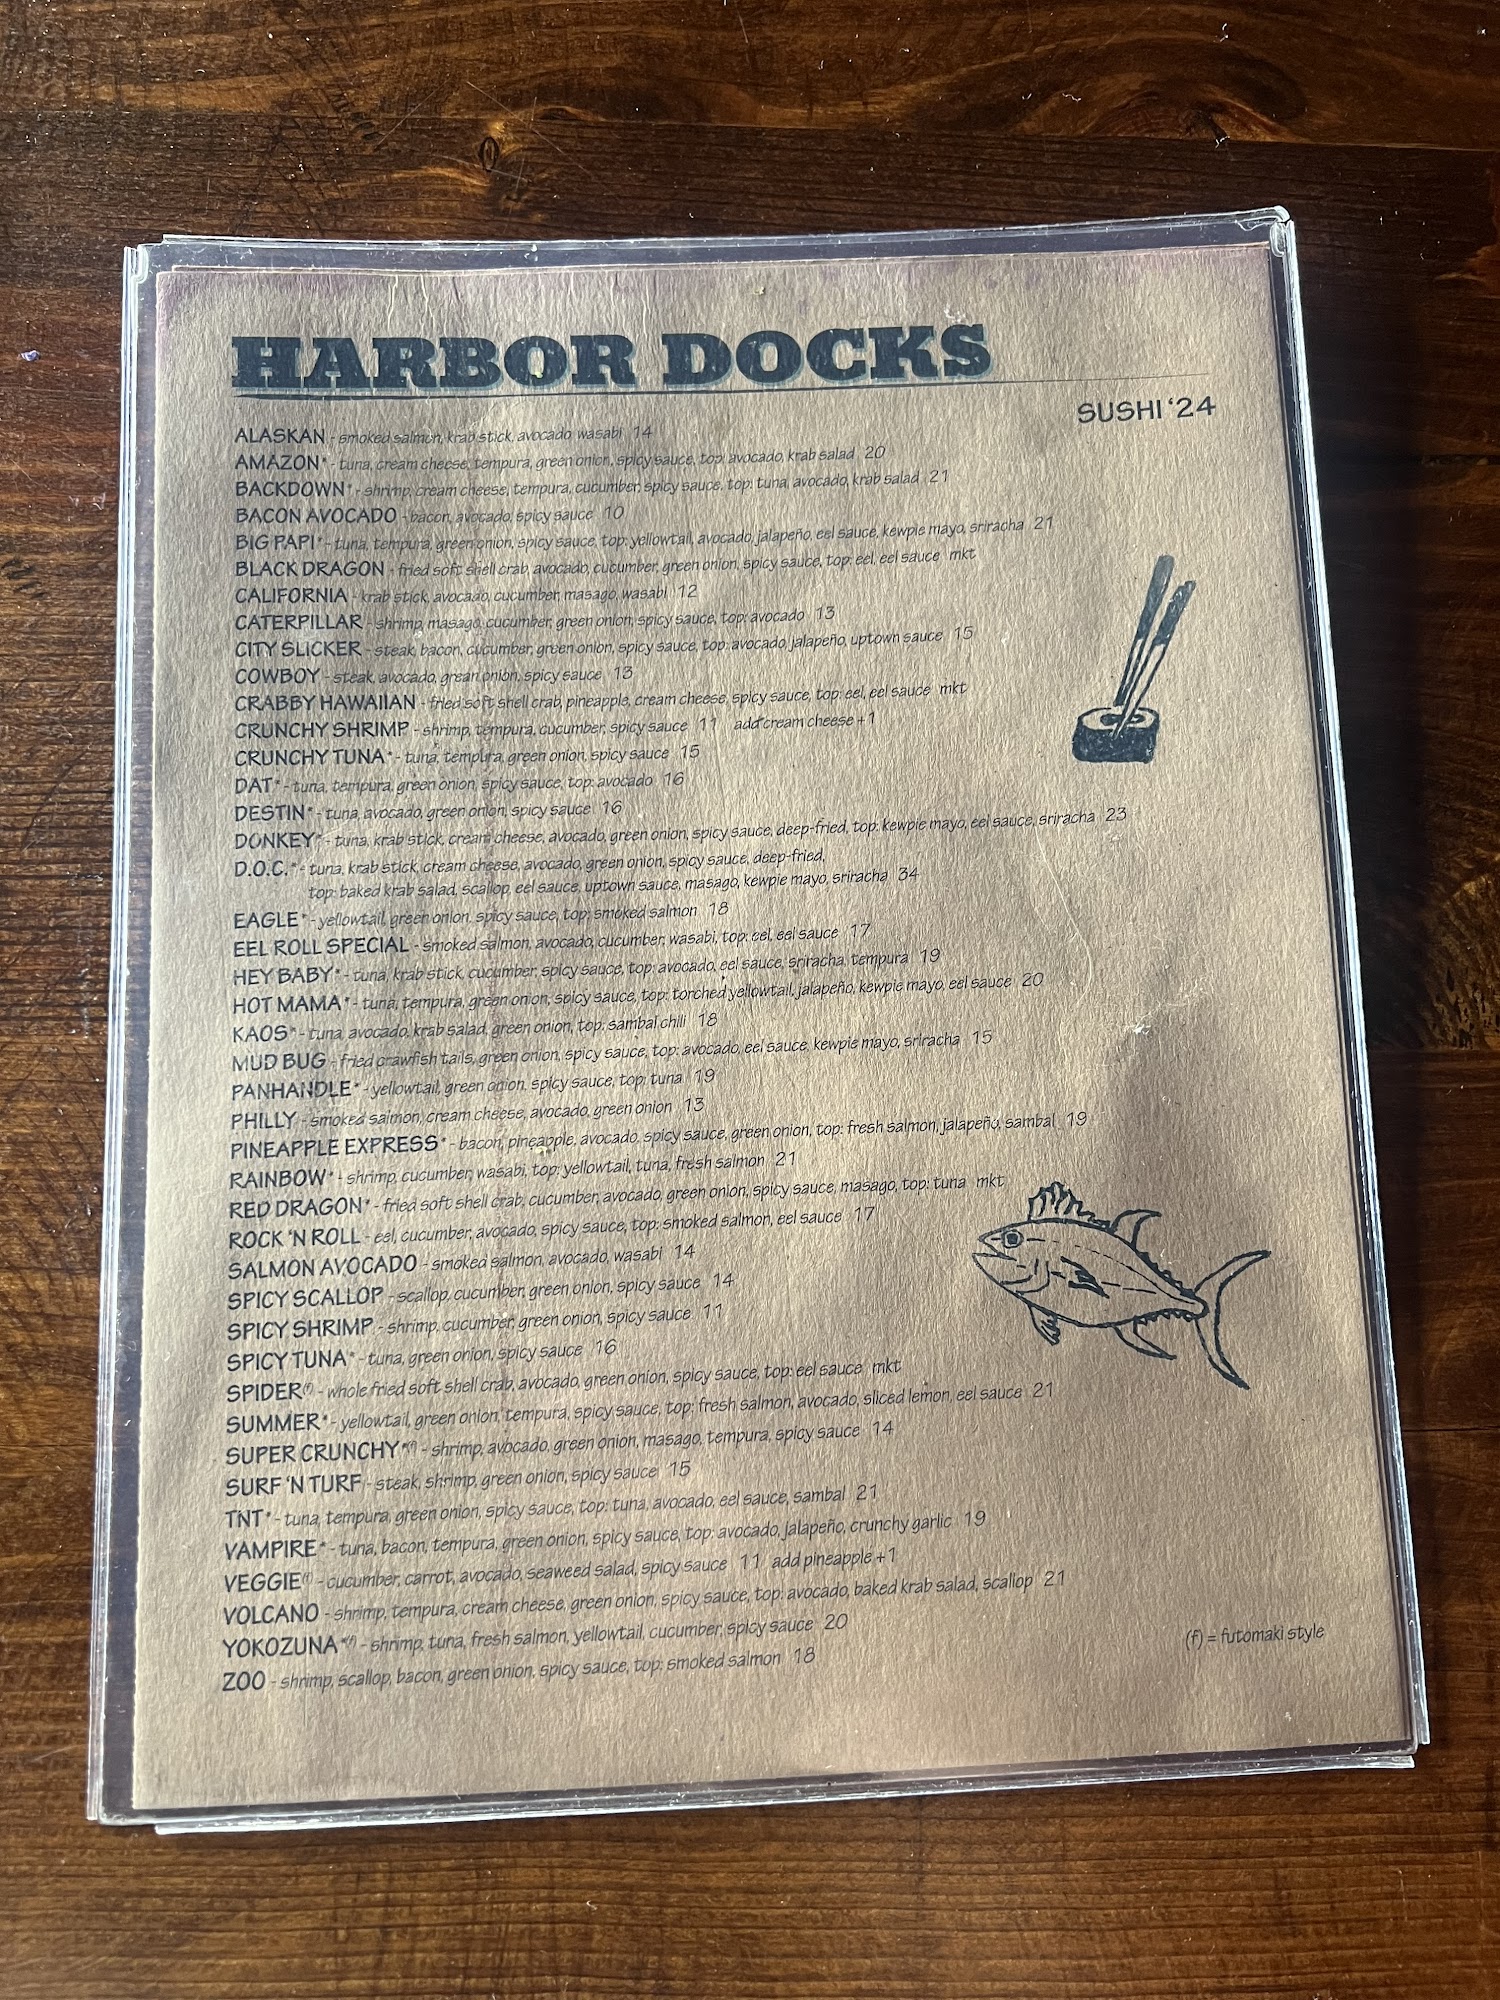 HARBOR DOCKS
SUSHI '24
ALASKAN - smoked salmon, krab stick, avocado, wasabi 14
AMAZON* - tuna, cream cheese, tempura, green onion, spicy sauce, top: avocado, krab salad 20
BACKDOWN* - shrimp, cream cheese, tempura, cucumber, spicy sauce, top: tuna, avocado, krab salad 21
BACON AVOCADO - bacon, avocado, spicy sauce 10
BIG PAPI* - tuna, tempura, green onion, spicy sauce, top: yellowtail, avocado, jalapeño, eel sauce, kewpie mayo, sriracha 21
BLACK DRAGON - fried soft shell crab, avocado, cucumber, green onion, spicy sauce, top: eel, eel sauce mkt
CALIFORNIA - krab stick, avocado, cucumber, masago, wasabi 12
CATERPILLAR - shrimp, masago, cucumber, green onion, spicy sauce, top: avocado 13
CITY SLICKER - steak, bacon, cucumber, green onion, spicy sauce, top: avocado, jalapeño, uptown sauce 15
COWBOY - steak, avocado, green onion, spicy sauce 13
CRABBY HAWAIIAN - fried soft shell crab, pineapple, cream cheese, spicy sauce, top: eel, eel sauce mkt
CRUNCHY SHRIMP - shrimp, tempura, cucumber, spicy sauce 11 add cream cheese +1
CRUNCHY TUNA* - tuna, tempura, green onion, spicy sauce 15
DAT* - tuna, tempura, green onion, spicy sauce, top: avocado 16
DESTIN* - tuna, avocado, green onion, spicy sauce 16
DONKEY* - tuna, krab stick, cream cheese, avocado, green onion, spicy sauce, deep-fried, top: kewpie mayo, eel sauce, sriracha 23
D.O.C.* - tuna, krab stick, cream cheese, avocado, green onion, spicy sauce, deep-fried,
top: baked krab salad, scallop, eel sauce, uptown sauce, masago, kewpie mayo, sriracha 34
EAGLE* - yellowtail, green onion, spicy sauce, top: smoked salmon 18
EEL ROLL SPECIAL - smoked salmon, avocado, cucumber, wasabi, top: eel, eel sauce 17
HEY BABY* - tuna, krab stick, cucumber, spicy sauce, top: avocado, eel sauce, sriracha, tempura 19
HOT MAMA* - tuna, tempura, green onion, spicy sauce, top: torched yellowtail, jalapeño, kewpie mayo, eel sauce 20
KAOS* - tuna, avocado, krab salad, green onion, top: sambal chili 18
MUD BUG - fried crawfish tails, green onion, spicy sauce, top: avocado, eel sauce, kewpie mayo, sriracha 15
PANHANDLE* - yellowtail, green onion, spicy sauce, top: tuna 19
PHILLY - smoked salmon, cream cheese, avocado, green onion 13
PINEAPPLE EXPRESS* - bacon, pineapple, avocado, spicy sauce, green onion, top: fresh salmon, jalapeño, sambal 19
RAINBOW* - shrimp, cucumber, wasabi, top: yellowtail, tuna, fresh salmon 21
RED DRAGON* - fried soft shell crab, cucumber, avocado, green onion, spicy sauce, masago, top: tuna mkt
ROCK 'N ROLL - eel, cucumber, avocado, spicy sauce, top: smoked salmon, eel sauce 17
SALMON AVOCADO - smoked salmon, avocado, wasabi 14
SPICY SCALLOP - scallop, cucumber, green onion, spicy sauce 14
SPICY SHRIMP - shrimp, cucumber, green onion, spicy sauce 11
SPICY TUNA* - tuna, green onion, spicy sauce 16
SPIDER(f) - whole fried soft shell crab, avocado, green onion, spicy sauce, top: eel sauce mkt
SUMMER* - yellowtail, green onion, tempura, spicy sauce, top: fresh salmon, avocado, sliced lemon, eel sauce 21
SUPER CRUNCHY*(f) - shrimp, avocado, green onion, masago, tempura, spicy sauce 14
SURF 'N TURF - steak, shrimp, green onion, spicy sauce 15
TNT* - tuna, tempura, green onion, spicy sauce, top: tuna, avocado, eel sauce, sambal 21
VAMPIRE* - tuna, bacon, tempura, green onion, spicy sauce, top: avocado, jalapeño, crunchy garlic 19
VEGGIE(f) - cucumber, carrot, avocado, seaweed salad, spicy sauce 11 add pineapple +1
VOLCANO - shrimp, tempura, cream cheese, green onion, spicy sauce, top: avocado, baked krab salad, scallop 21
YOKOZUNA*(f) - shrimp, tuna, fresh salmon, yellowtail, cucumber, spicy sauce 20
ZOO - shrimp, scallop, bacon, green onion, spicy sauce, top: smoked salmon 18
(f) = futomaki style